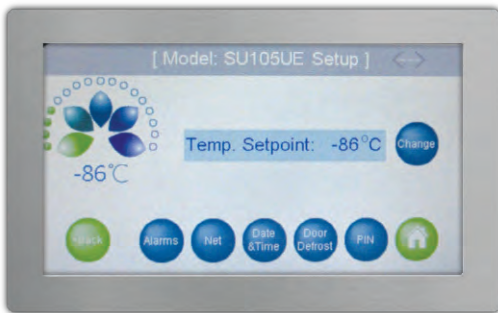 [ Model: SU105UE Setup ]
Temp. Setpoint: -86°C
Change
-86°C
Back
Alarms
Net
Date
&Time
Door
Defrost
PIN